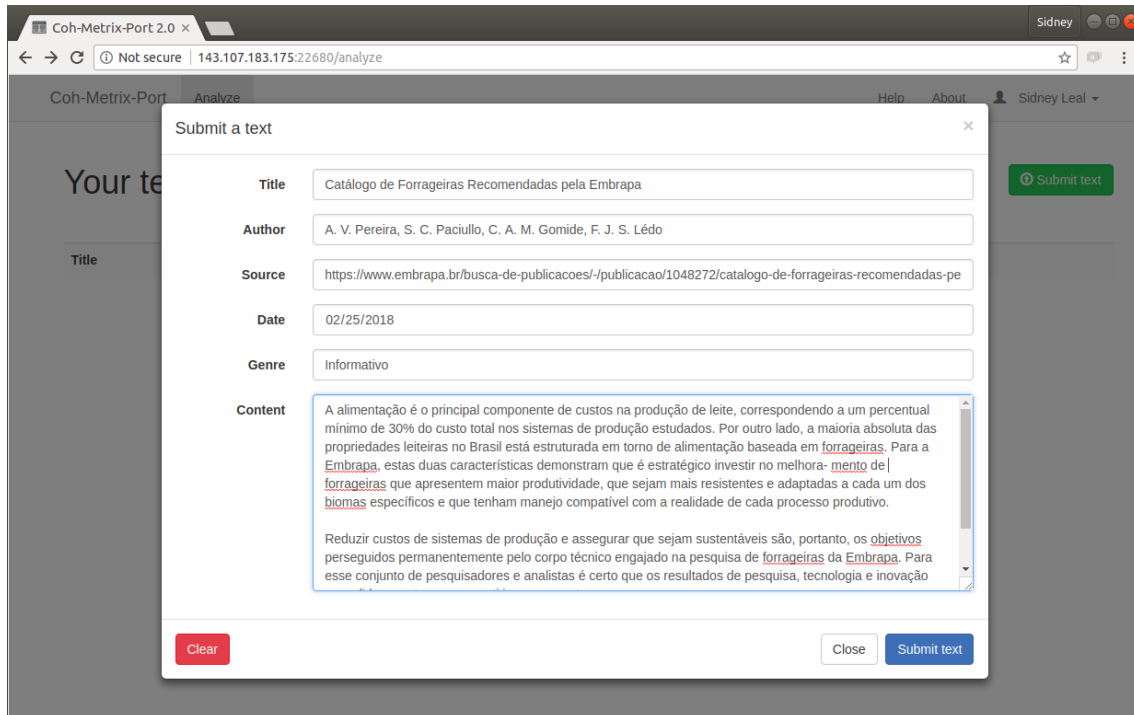 Coh-Metrix-Port 2.0
Sidney
Not secure | 143.107.183.175:22680/analyze
Coh-Metrix-Port Analyze Help About Sidney Leal
Submit a text ×
Your te
Submit text
Title Catálogo de Forrageiras Recomendadas pela Embrapa
Author A. V. Pereira, S. C. Paciullo, C. A. M. Gomide, F. J. S. Lédo
Title
Source https://www.embrapa.br/busca-de-publicacoes/-/publicacao/1048272/catalogo-de-forrageiras-recomendadas-pe
Date 02/25/2018
Genre Informativo
Content
A alimentação é o principal componente de custos na produção de leite, correspondendo a um percentual
mínimo de 30% do custo total nos sistemas de produção estudados. Por outro lado, a maioria absoluta das
propriedades leiteiras no Brasil está estruturada em torno de alimentação baseada em forrageiras. Para a
Embrapa, estas duas características demonstram que é estratégico investir no melhora- mento de
forrageiras que apresentem maior produtividade, que sejam mais resistentes e adaptadas a cada um dos
biomas específicos e que tenham manejo compatível com a realidade de cada processo produtivo.
Reduzir custos de sistemas de produção e assegurar que sejam sustentáveis são, portanto, os objetivos
perseguidos permanentemente pelo corpo técnico engajado na pesquisa de forrageiras da Embrapa. Para
esse conjunto de pesquisadores e analistas é certo que os resultados de pesquisa, tecnologia e inovação
Clear Close Submit text